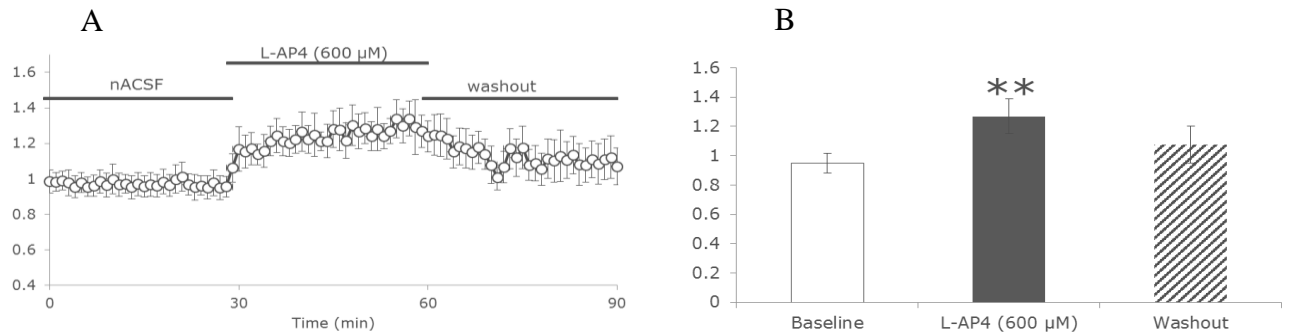 A
L-AP4 (600 µM)
1.6
nACSF
washout
1.4
1.2
1
0.8
0.6
0.4
0
30
60
90
Time (min)
B
1.6
**
1.4
1.2
1
0.8
0.6
0.4
0.2
0
Baseline
L-AP4 (600 µM)
Washout